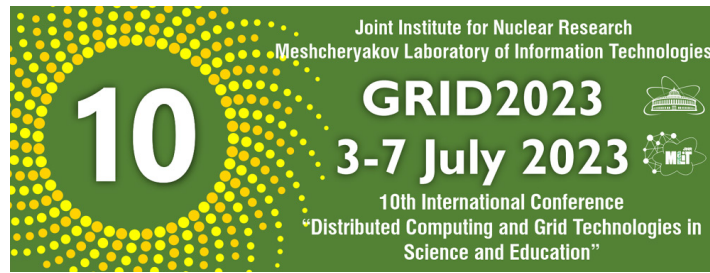 10
Joint Institute for Nuclear Research
Meshcheryakov Laboratory of Information Technologies
GRID2023
3-7 July 2023
MLIT
10th International Conference
“Distributed Computing and Grid Technologies in
Science and Education”